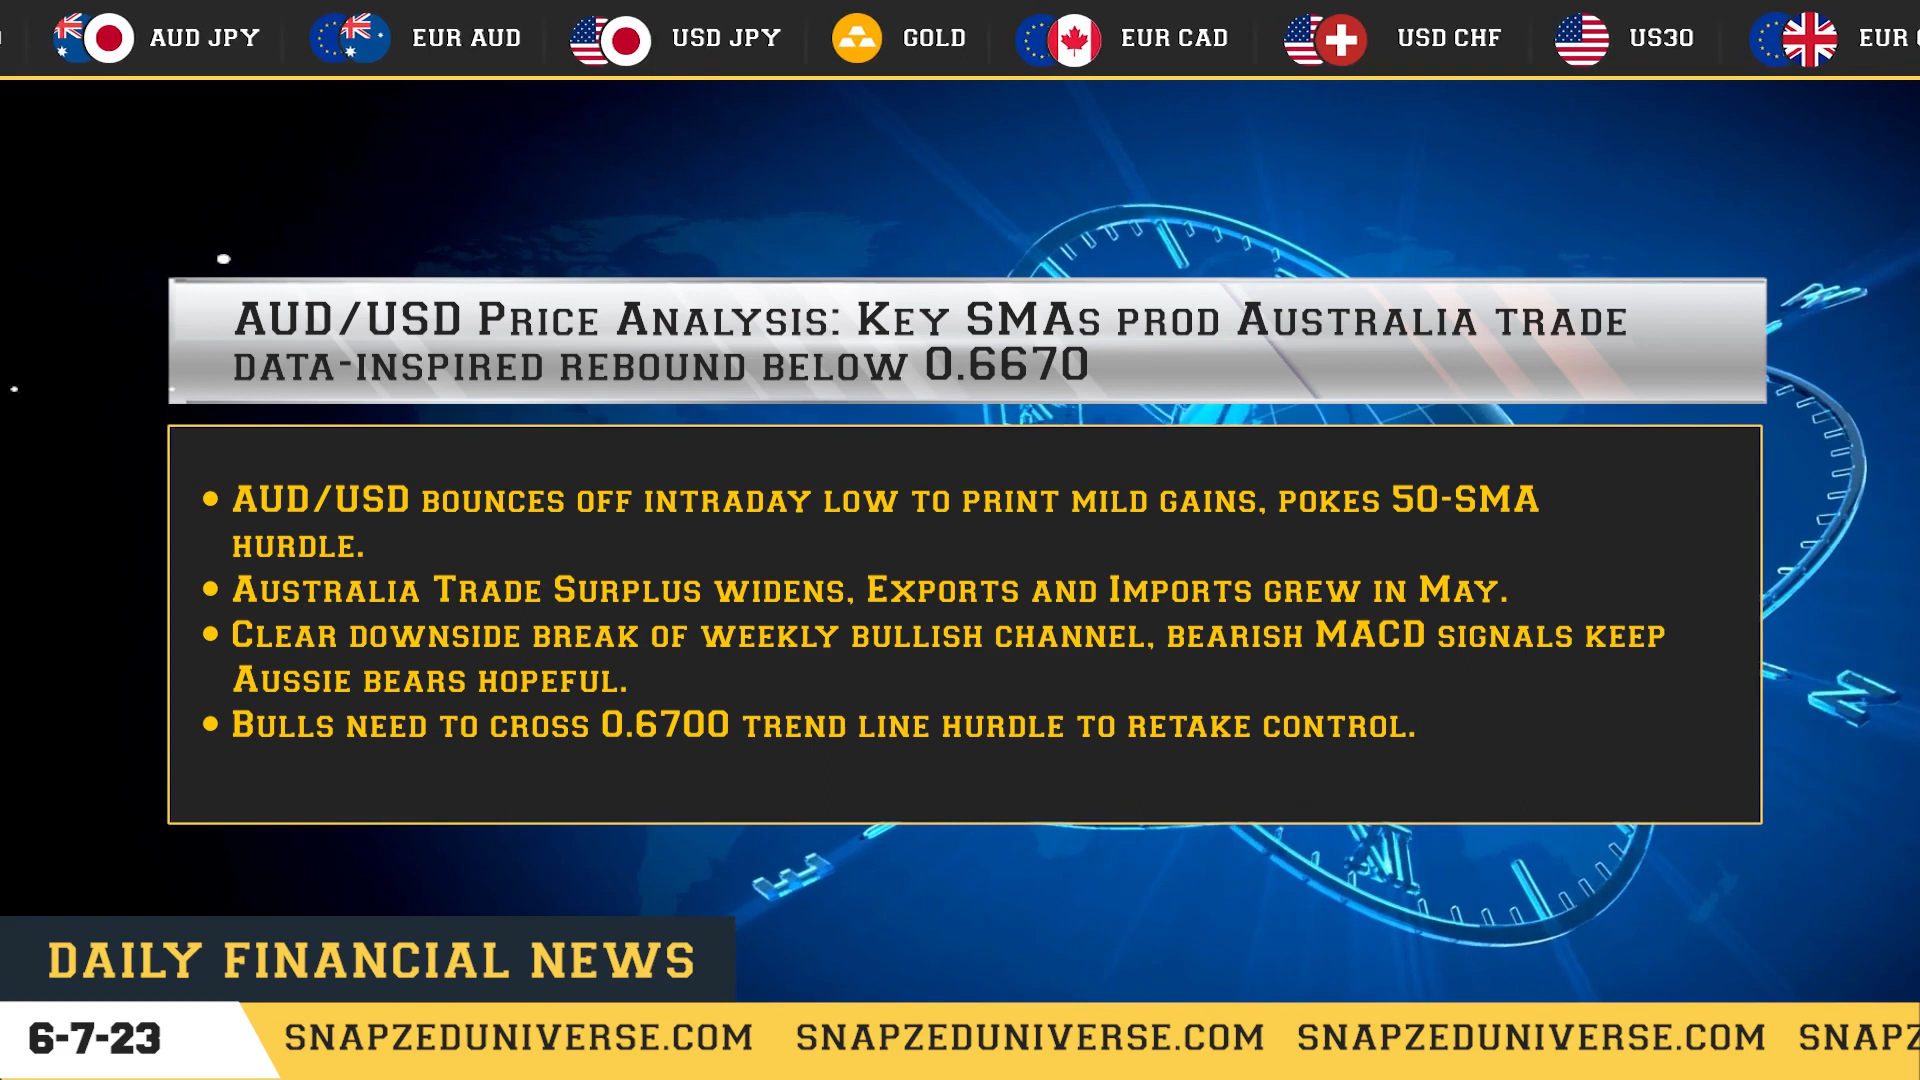 AUD JPY EUR AUD USD JPY GOLD EUR CAD USD CHF US30 EUR
AUD/USD Price Analysis: Key SMAs prod Australia trade
data-inspired rebound below 0.6670
• AUD/USD bounces off intraday low to print mild gains, pokes 50-SMA
hurdle.
• Australia Trade Surplus widens, Exports and Imports grew in May.
• Clear downside break of weekly bullish channel, bearish MACD signals keep
Aussie bears hopeful.
• Bulls need to cross 0.6700 trend line hurdle to retake control.
DAILY FINANCIAL NEWS
6-7-23 SNAPZEDUNIVERSE.COM SNAPZEDUNIVERSE.COM SNAPZEDUNIVERSE.COM SNAPZ